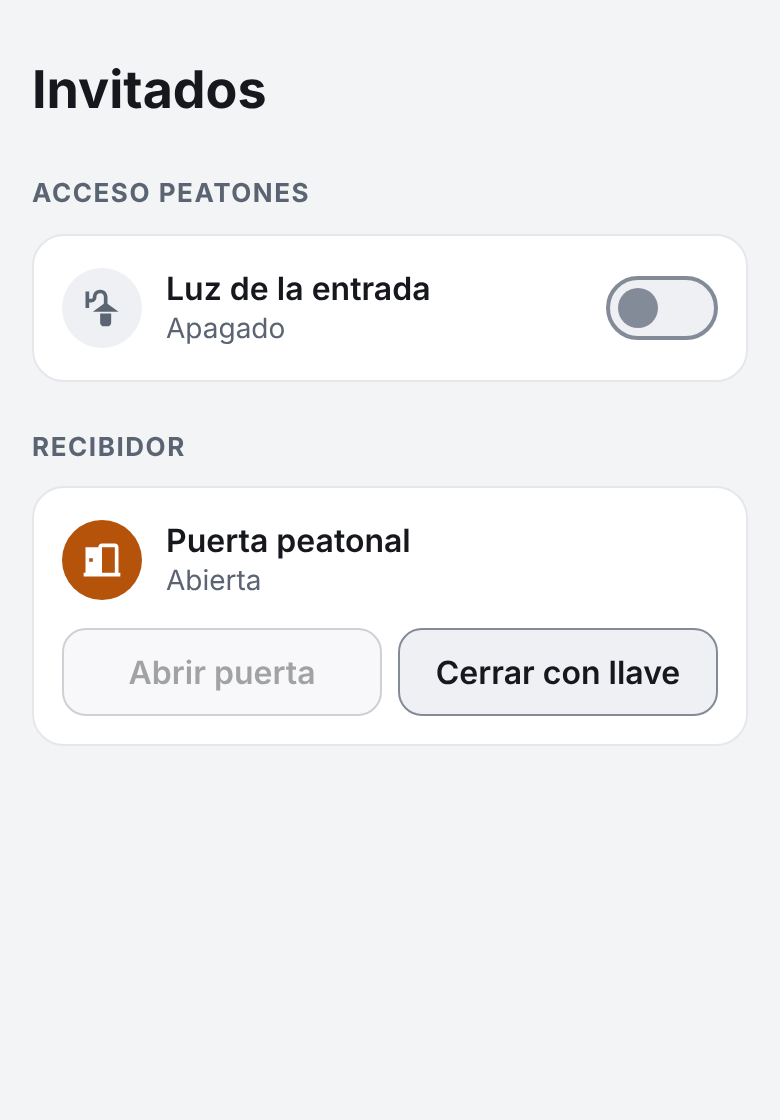 Invitados
ACCESO PEATONES
Luz de la entrada
Apagado
RECIBIDOR
Puerta peatonal
Abierta
Abrir puerta
Cerrar con llave